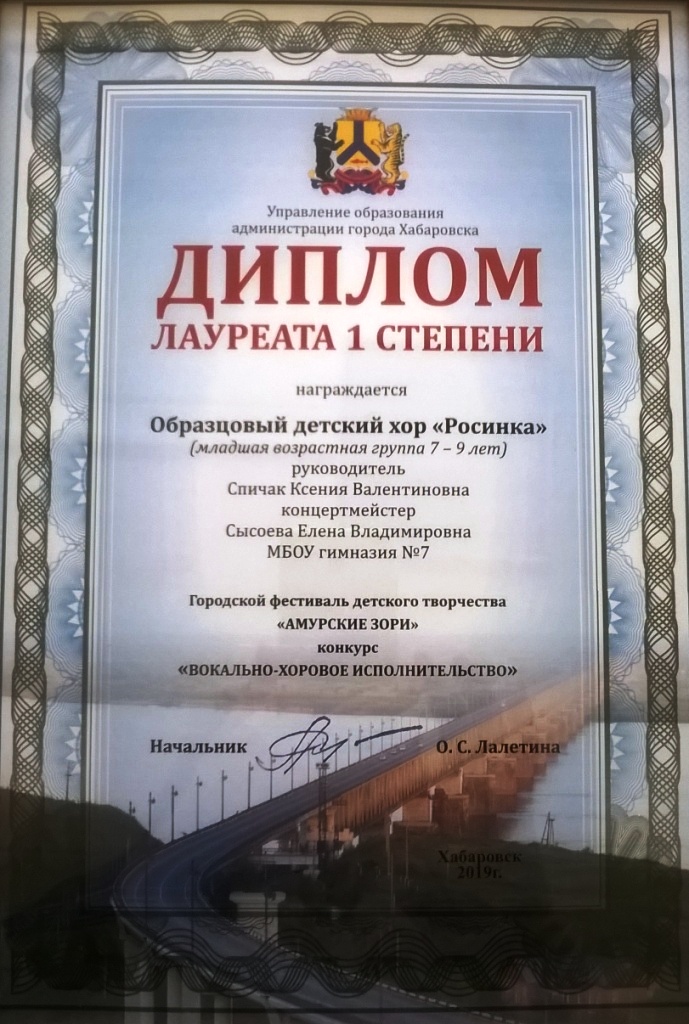 Управление образования
администрации города Хабаровска
ДИПЛОМ
ЛАУРЕАТА 1 СТЕПЕНИ
награждается
Образцовый детский хор «Росинка»
(младшая возрастная группа 7 – 9 лет)
руководитель
Спичак Ксения Валентиновна
концертмейстер
Сысоева Елена Владимировна
МБОУ гимназия №7
Городской фестиваль детского творчества
«АМУРСКИЕ ЗОРИ»
конкурс
«ВОКАЛЬНО-ХОРОВОЕ ИСПОЛНИТЕЛЬСТВО»
Начальник О. С. Лалетина
Хабаровск
2019г.